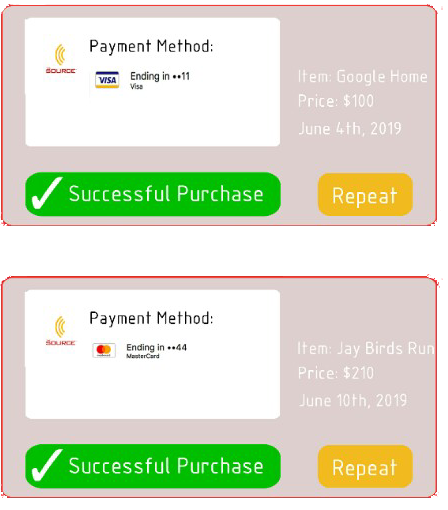 Payment Method:
THE SOURCE
VISA
Ending in ••11
Visa
Item: Google Home
Price: $100
June 4th, 2019
Successful Purchase
Repeat
Payment Method:
THE SOURCE
Ending in ••44
MasterCard
Item: Jay Birds Run
Price: $210
June 10th, 2019
Successful Purchase
Repeat